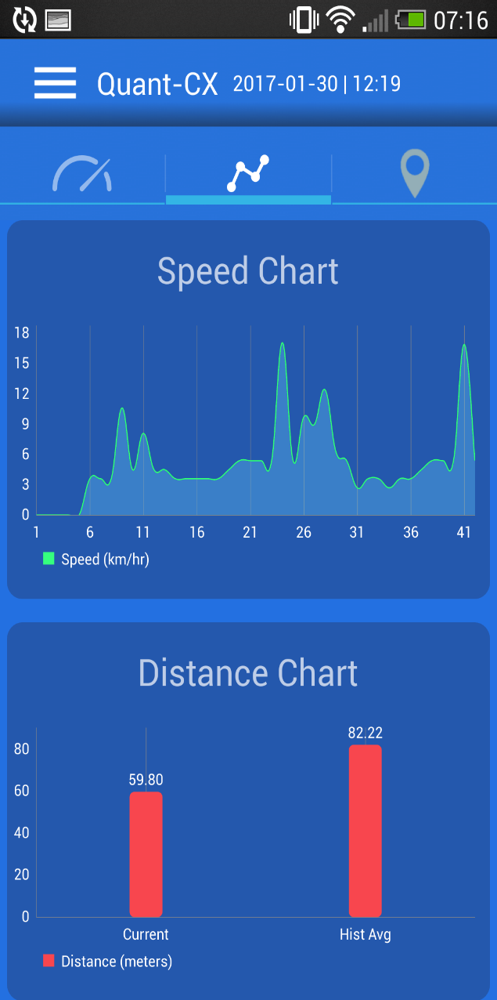 07:16
Quant-CX 2017-01-30 | 12:19
Speed Chart
18
15
12
9
6
3
0
1 6 11 16 21 26 31 36 41
Speed (km/hr)
Distance Chart
82.22
80
59.80
60
40
20
0
Current Hist Avg
Distance (meters)